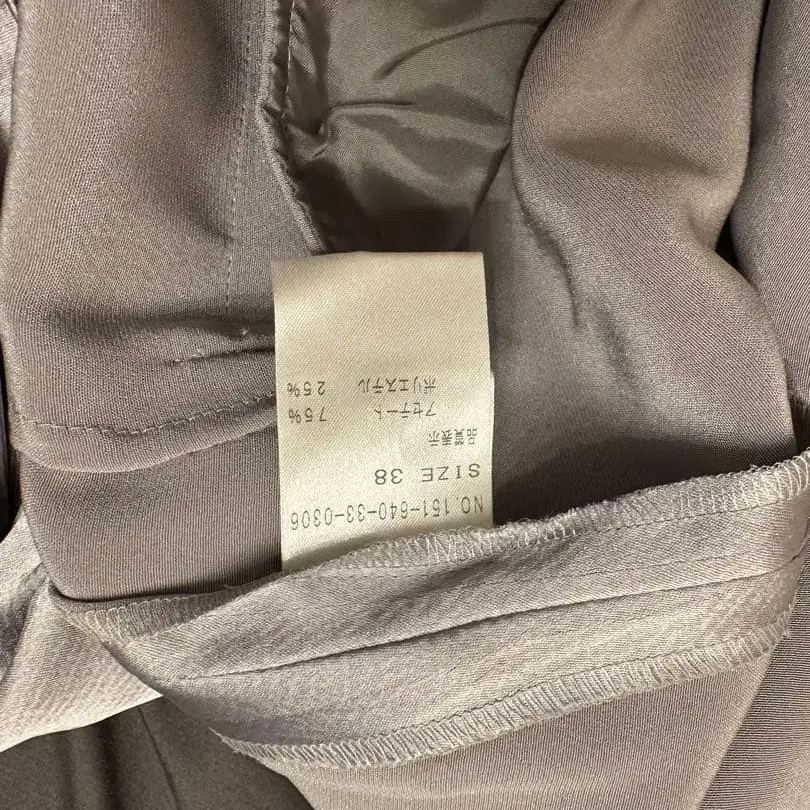 NO.151-640-33-0306
SIZE 38
品質表示
アセテート 75%
ポリエステル 25%